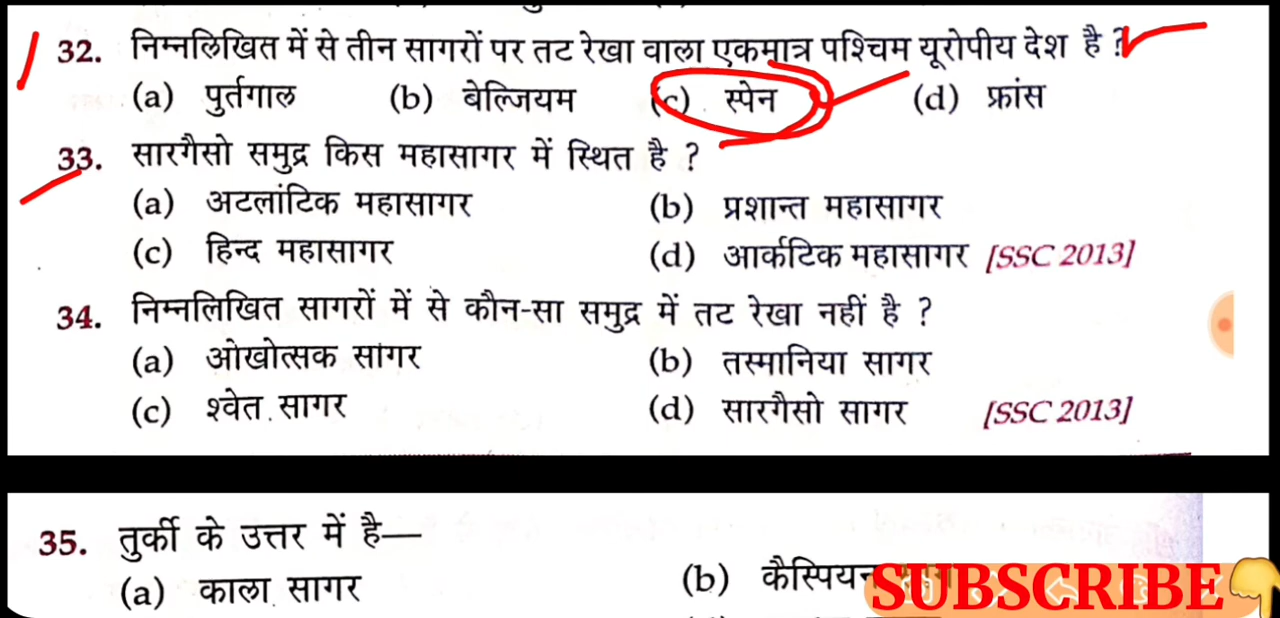 32. निम्नलिखित में से तीन सागरों पर तट रेखा वाला एकमात्र पश्चिम यूरोपीय देश है ?
(a) पुर्तगाल (b) बेल्जियम (c) स्पेन (d) फ्रांस
33. सारगैसो समुद्र किस महासागर में स्थित है ?
(a) अटलांटिक महासागर (b) प्रशान्त महासागर
(c) हिन्द महासागर (d) आर्कटिक महासागर [SSC 2013]
34. निम्नलिखित सागरों में से कौन-सा समुद्र में तट रेखा नहीं है ?
(a) ओखोत्सक सागर (b) तस्मानिया सागर
(c) श्वेत सागर (d) सारगैसो सागर [SSC 2013]
35. तुर्की के उत्तर में है—
(a) काला सागर (b) कैस्पियन
SUBSCRIBE